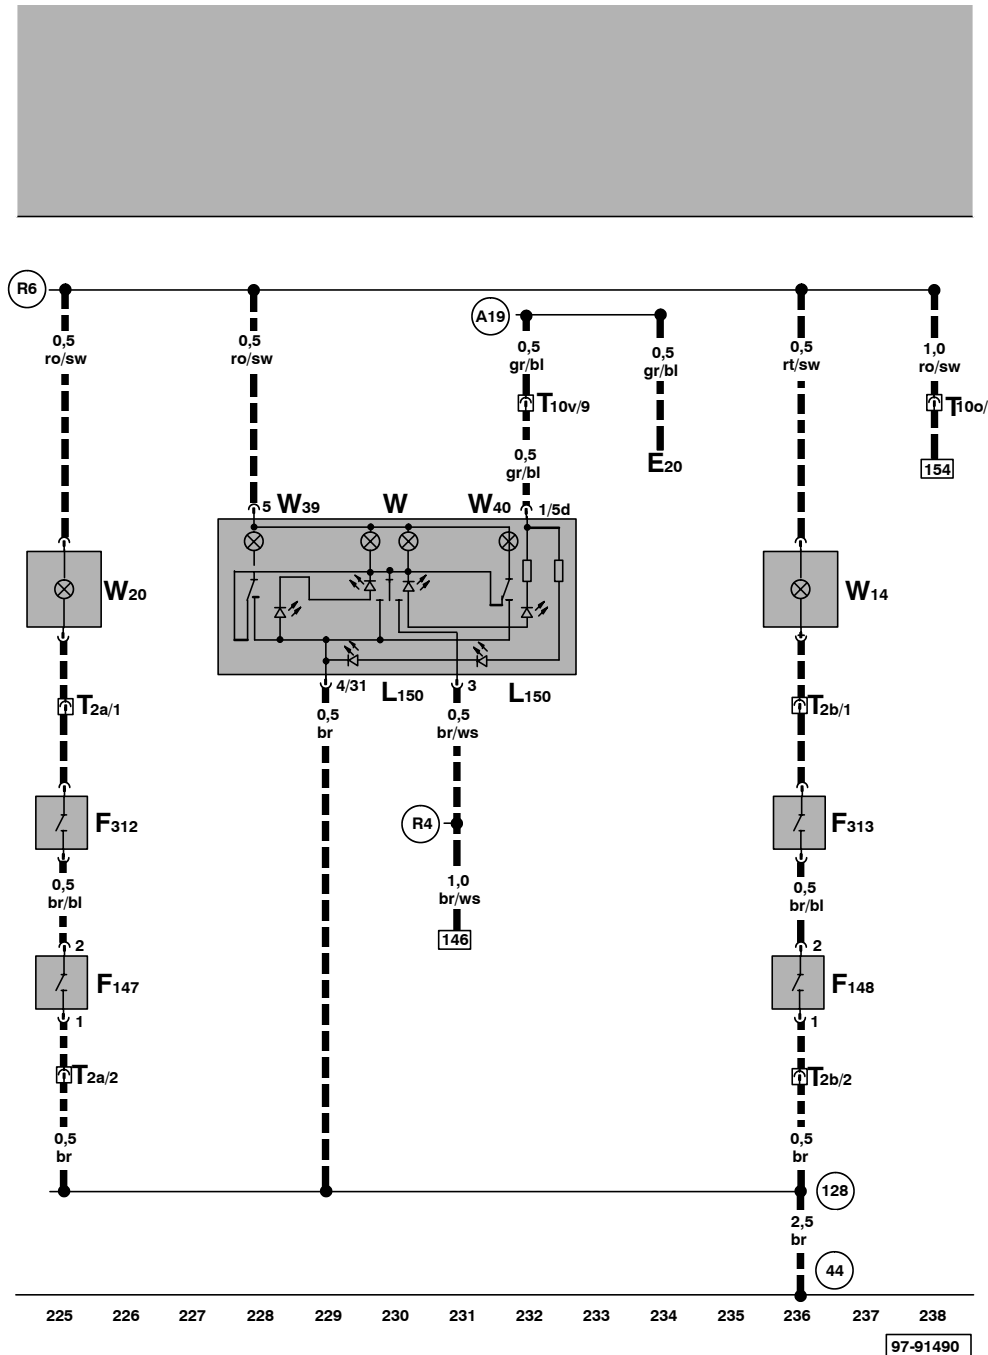 R6
A19
0,5
ro/sw
0,5
ro/sw
0,5
gr/bl
0,5
gr/bl
0,5
rt/sw
1,0
ro/sw
T10v/9
T10o/
0,5
gr/bl
E20
154
5
W39
W
W40
1/5d
W20
W14
4/31
L150
3
L150
T2a/1
0,5
br
0,5
br/ws
T2b/1
F312
R4
F313
0,5
br/bl
1,0
br/ws
0,5
br/bl
2
146
2
F147
F148
1
1
T2a/2
T2b/2
0,5
br
0,5
br
128
2,5
br
44
225 226 227 228 229 230 231 232 233 234 235 236 237 238
97-91490